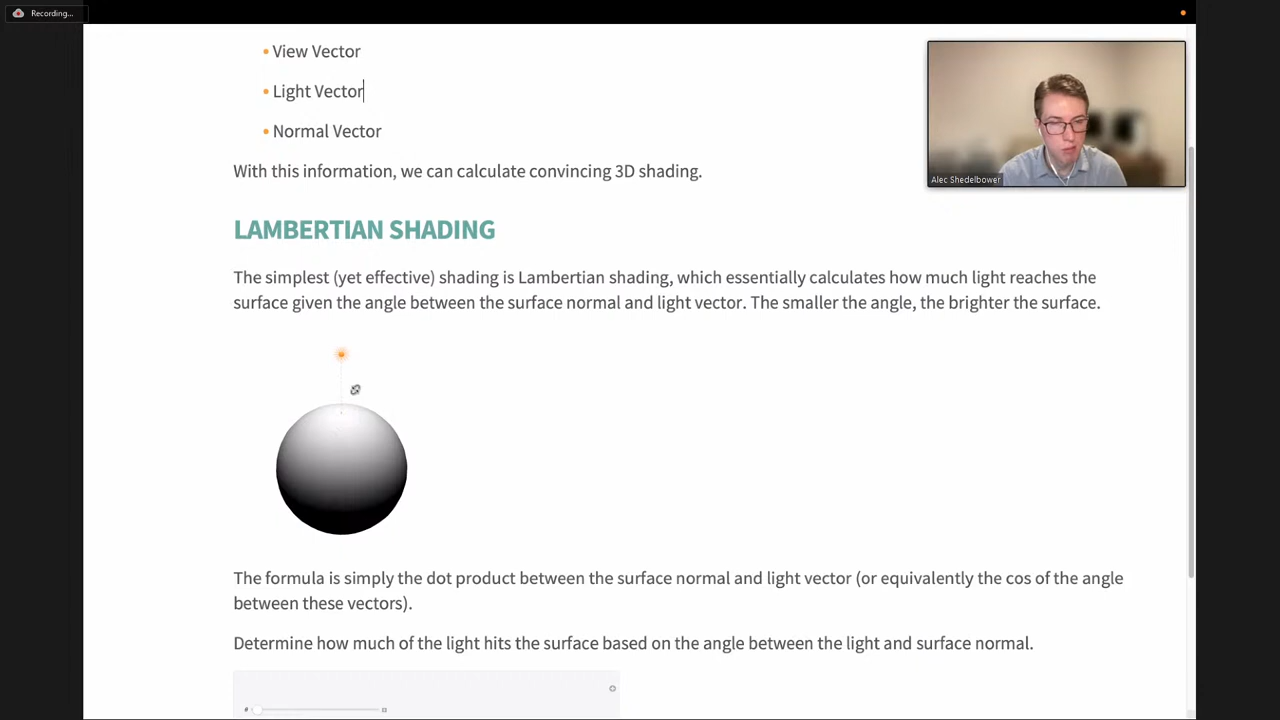 Recording...
• View Vector
• Light Vector
• Normal Vector
Alec Shedelbower
With this information, we can calculate convincing 3D shading.
LAMBERTIAN SHADING
The simplest (yet effective) shading is Lambertian shading, which essentially calculates how much light reaches the
surface given the angle between the surface normal and light vector. The smaller the angle, the brighter the surface.
The formula is simply the dot product between the surface normal and light vector (or equivalently the cos of the angle
between these vectors).
Determine how much of the light hits the surface based on the angle between the light and surface normal.